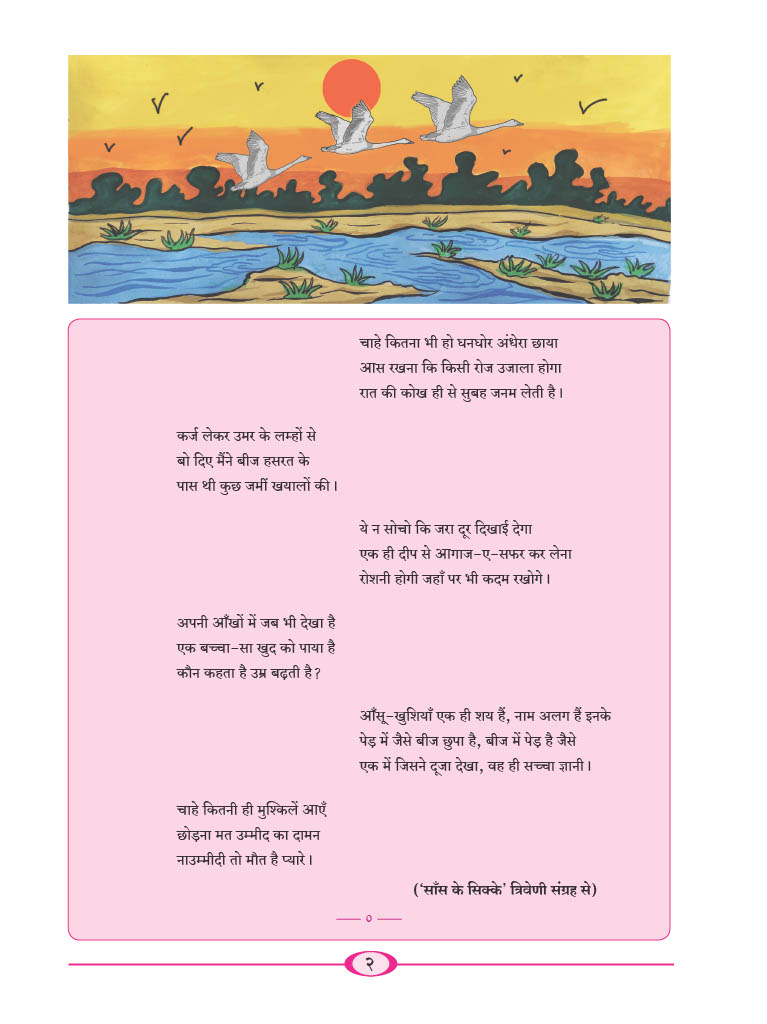 चाहे कितना भी हो घनघोर अंधेरा छाया
आस रखना कि किसी रोज उजाला होगा
रात की कोख ही से सुबह जनम लेती है।
कर्ज लेकर उमर के लम्हों से
बो दिए मैंने बीज हसरत के
पास थी कुछ जमीं खयालों की।
ये न सोचो कि जरा दूर दिखाई देगा
एक ही दीप से आगाज-ए-सफर कर लेना
रोशनी होगी जहाँ पर भी कदम रखोगे।
अपनी आँखों में जब भी देखा है
एक बच्चा-सा खुद को पाया है
कौन कहता है उम्र बढ़ती है?
आँसू-खुशियाँ एक ही शय हैं, नाम अलग हैं इनके
पेड़ में जैसे बीज छुपा है, बीज में पेड़ है जैसे
एक में जिसने दूजा देखा, वह ही सच्चा ज्ञानी।
चाहे कितनी ही मुश्किलें आएँ
छोड़ना मत उम्मीद का दामन
नाउम्मीदी तो मौत है प्यारे।
('साँस के सिक्के' त्रिवेणी संग्रह से)
०
२